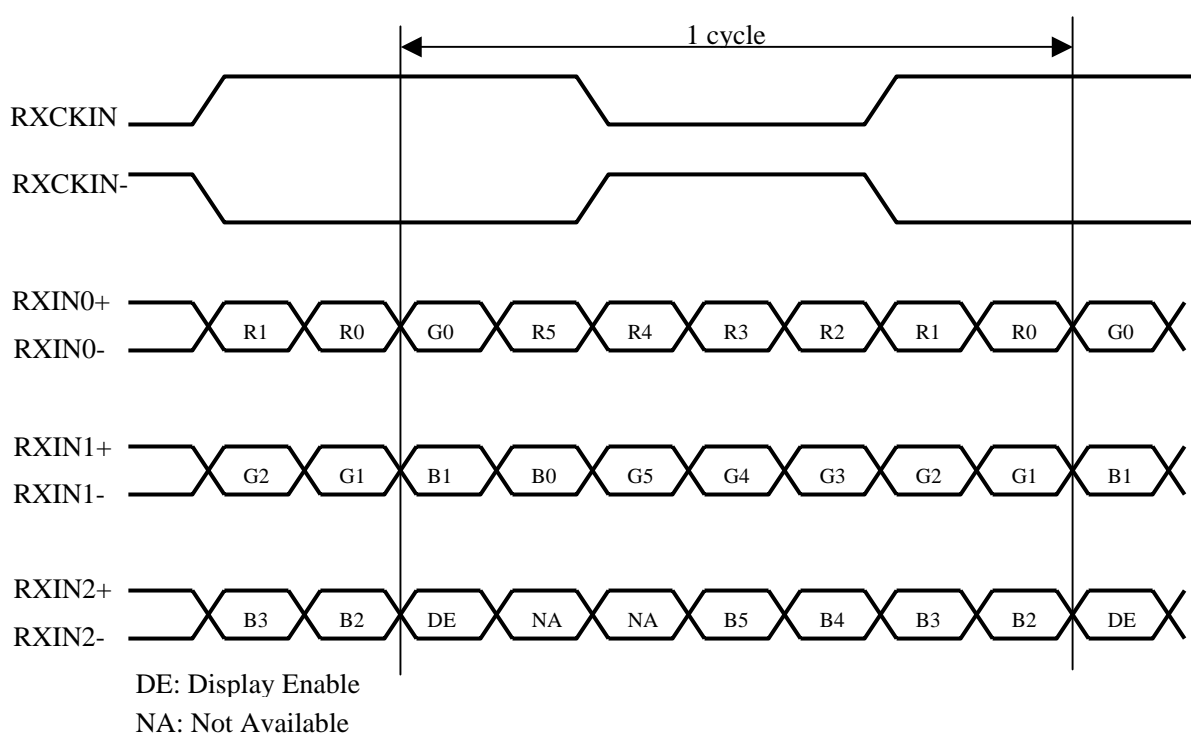 1 cycle
RXCKIN
RXCKIN-
RXIN0+
R1 R0 G0 R5 R4 R3 R2 R1 R0 G0
RXIN0-
RXIN1+
G2 G1 B1 B0 G5 G4 G3 G2 G1 B1
RXIN1-
RXIN2+
B3 B2 DE NA NA B5 B4 B3 B2 DE
RXIN2-
DE: Display Enable
NA: Not Available